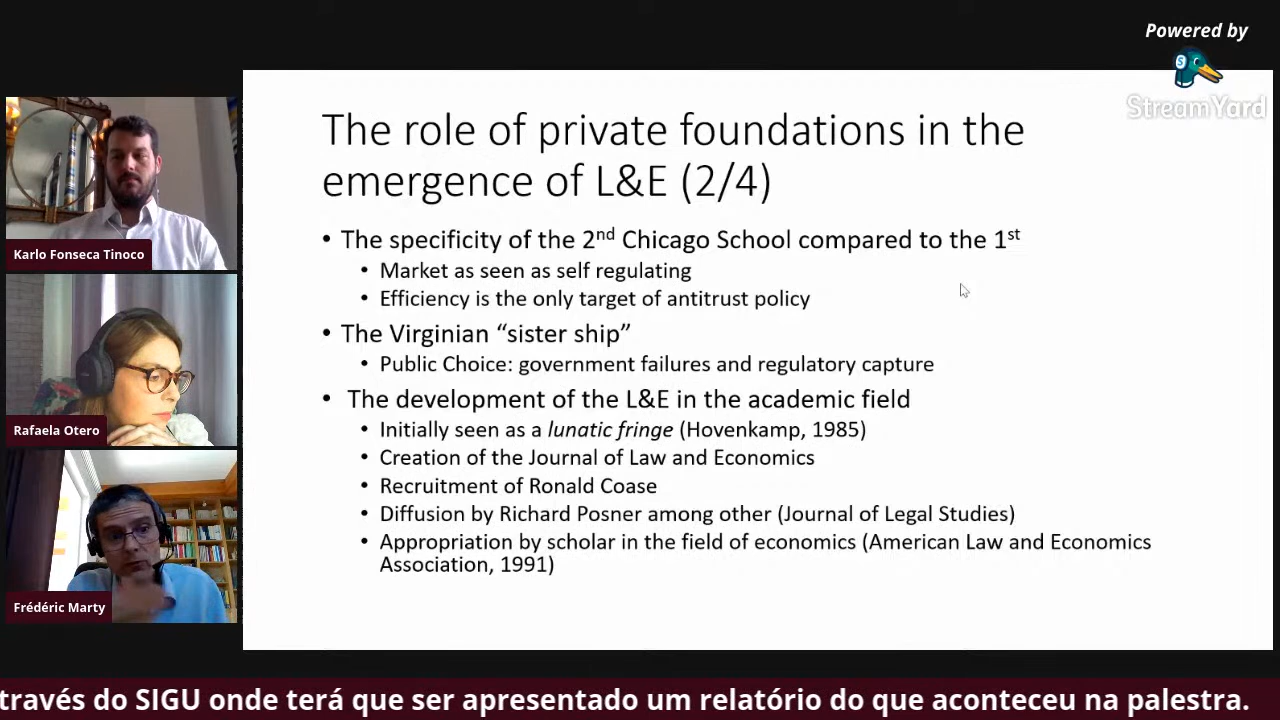 Powered by
StreamYard
The role of private foundations in the
emergence of L&E (2/4)
• The specificity of the 2nd Chicago School compared to the 1st
• Market as seen as self regulating
• Efficiency is the only target of antitrust policy
• The Virginian “sister ship”
• Public Choice: government failures and regulatory capture
• The development of the L&E in the academic field
• Initially seen as a lunatic fringe (Hovenkamp, 1985)
• Creation of the Journal of Law and Economics
• Recruitment of Ronald Coase
• Diffusion by Richard Posner among other (Journal of Legal Studies)
• Appropriation by scholar in the field of economics (American Law and Economics
Association, 1991)
Karlo Fonseca Tinoco
Rafaela Otero
Frédéric Marty
través do SIGU onde terá que ser apresentado um relatório do que aconteceu na palestra.